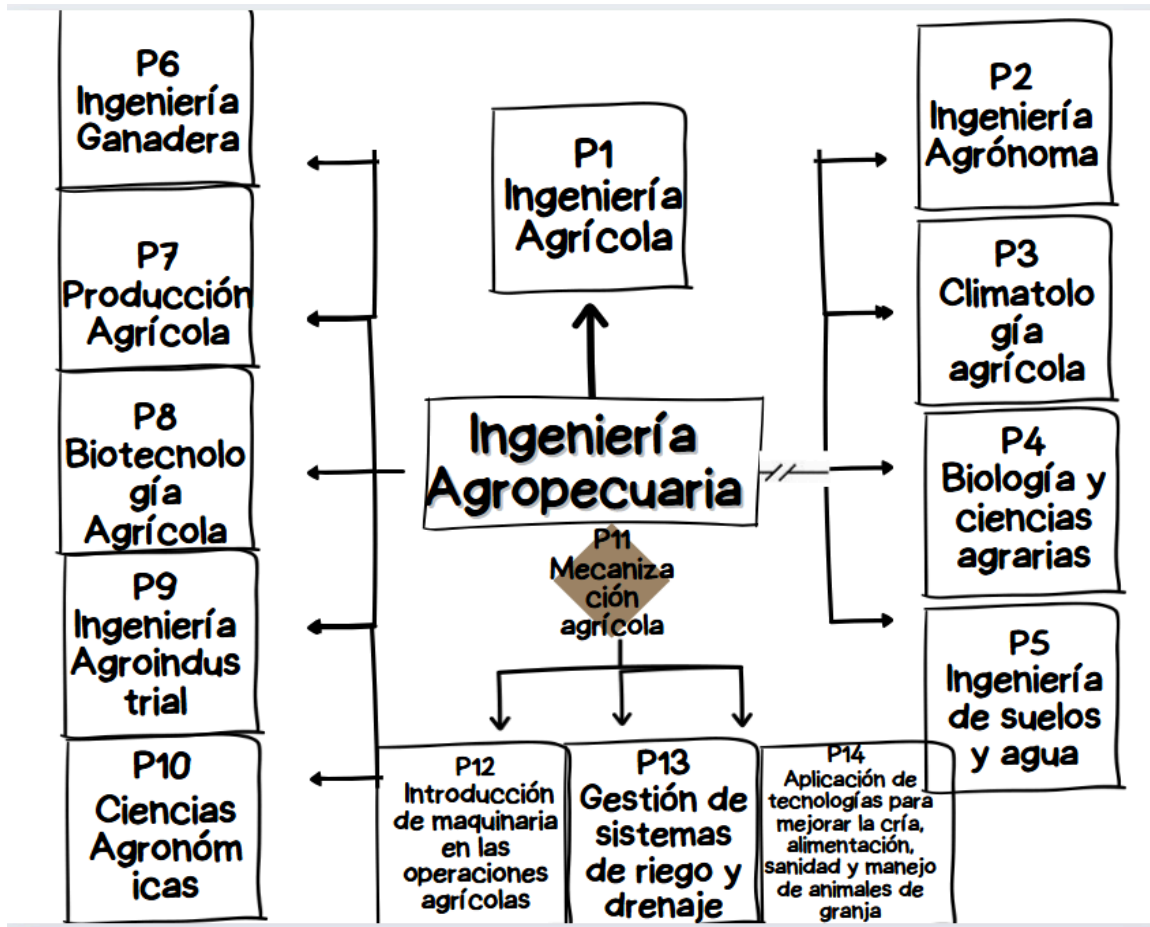 P6
Ingeniería
Ganadera
P7
Producción
Agrícola
P8
Biotecnolo
gía
Agrícola
P9
Ingeniería
Agroindus
trial
P10
Ciencias
Agronóm
icas
P1
Ingeniería
Agrícola
Ingeniería
Agropecuaria
P11
Mecaniza
ción
agrícola
P12
Introducción
de maquinaria
en las
operaciones
agrícolas
P13
Gestión de
sistemas
de riego y
drenaje
P14
Aplicación de
tecnologías para
mejorar la cría,
alimentación,
sanidad y manejo
de animales de
granja
P2
Ingeniería
Agrónoma
P3
Climatolo
gía
agrícola
P4
Biología y
ciencias
agrarias
P5
Ingeniería
de suelos
y agua